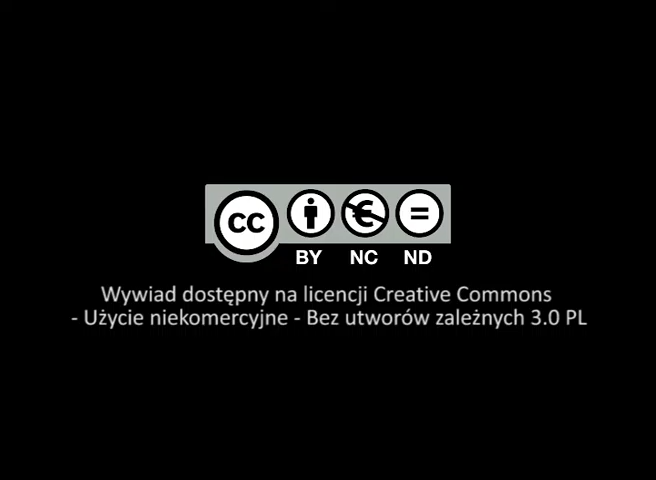 CC
BY NC ND
Wywiad dostępny na licencji Creative Commons
- Użycie niekomercyjne - Bez utworów zależnych 3.0 PL